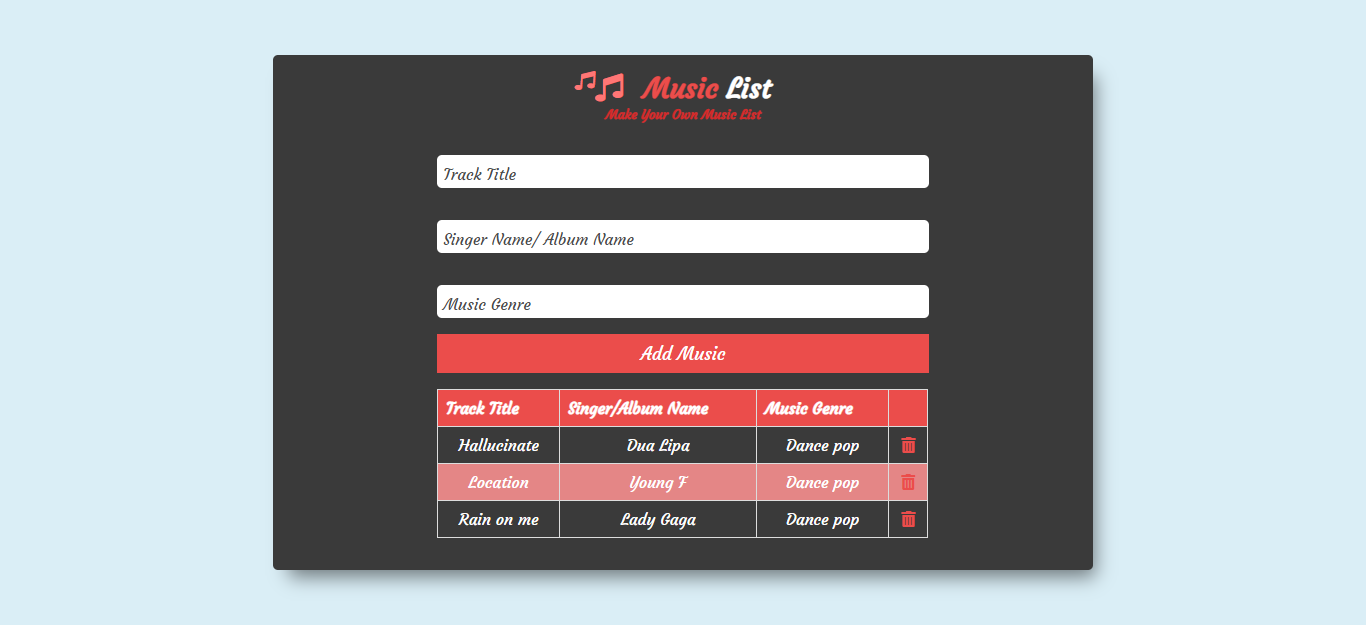 Music List
Make Your Own Music List
Track Title
Singer Name/ Album Name
Music Genre
Add Music
Track Title Singer/Album Name Music Genre
Hallucinate Dua Lipa Dance pop
Location Young F Dance pop
Rain on me Lady Gaga Dance pop